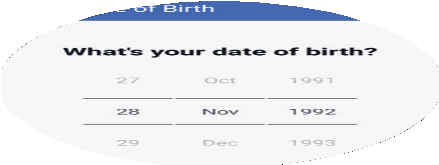 of Birth
What's your date of birth?
27 Oct 1991
28 Nov 1992
29 Dec 1993